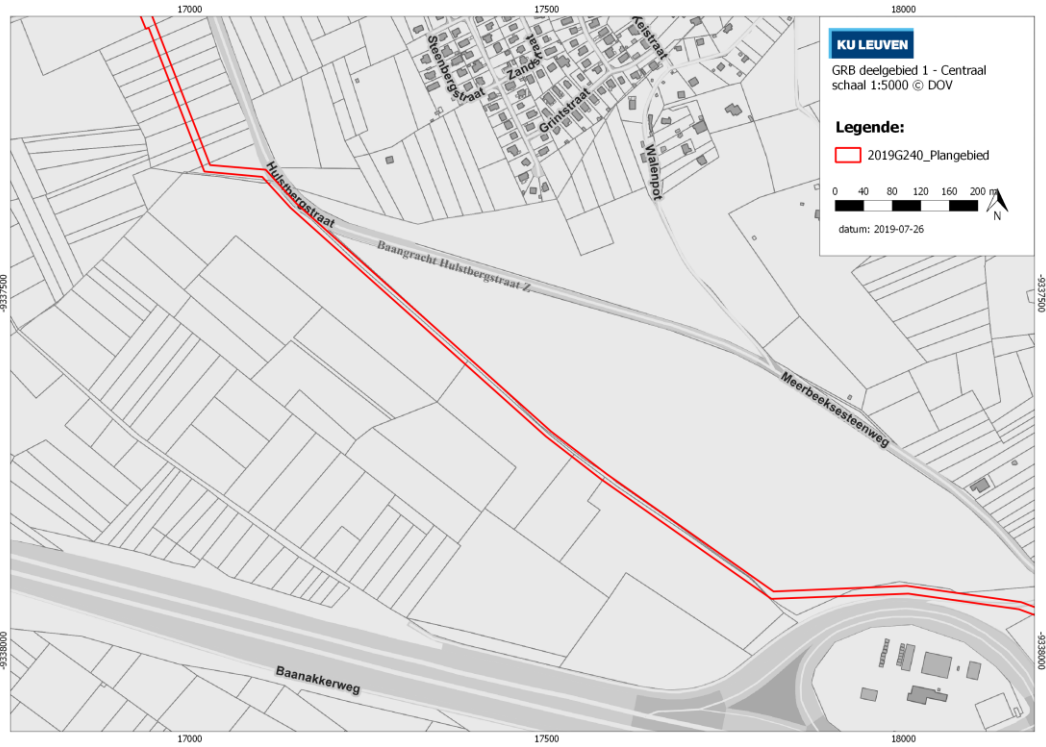 17000
17500
18000
KU LEUVEN
GRB deelgebied 1 - Centraal
schaal 1:5000 © DOV
Legende:
2019G240_Plangebied
0 40 80 120 160 200 m
N
datum: 2019-07-26
Steenbergstraat
Zandstraat
Keistraat
Grintstraat
Walenpot
Hulstbergstraat
Baangracht Hulstbergstraat Z
Meerbeeksesteenweg
Baanakkerweg
-9337500
-9337500
-9338000
-9338000
17000
17500
18000